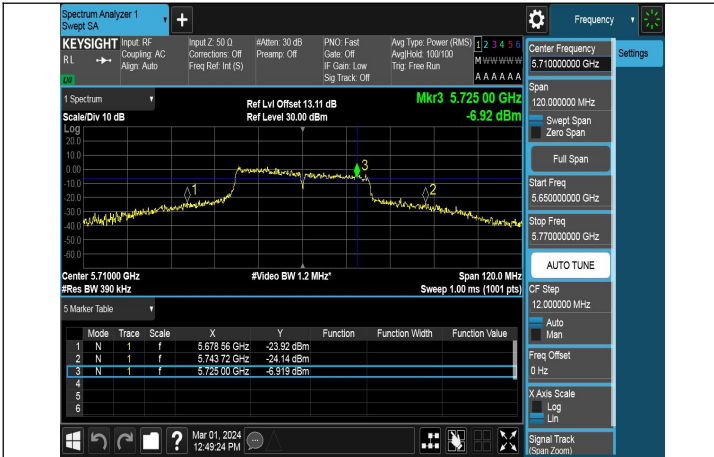 Spectrum Analyzer 1
Swept SA
+
Frequency
KEYSIGHT
RL
Input: RF
Coupling: AC
Align: Auto
Input Z: 50 Ω
Corrections: Off
Freq Ref: Int (S)
#Atten: 30 dB
Preamp: Off
PNO: Fast
Gate: Off
IF Gain: Low
Sig Track: Off
Avg Type: Power (RMS)
Avg|Hold: 100/100
Trig: Free Run
1 2 3 4 5 6
M W W W W W
A A A A A A
1 Spectrum
Scale/Div 10 dB
Ref Lvl Offset 13.11 dB
Ref Level 30.00 dBm
Mkr3 5.725 00 GHz
-6.92 dBm
Log
20.0
10.0
0.00
-10.0
-20.0
-30.0
-40.0
-50.0
-60.0
1
3
2
Center 5.71000 GHz
#Res BW 390 kHz
#Video BW 1.2 MHz*
Span 120.0 MHz
Sweep 1.00 ms (1001 pts)
5 Marker Table
Mode Trace Scale X Y Function Function Width Function Value
1 N 1 f 5.678 56 GHz -23.92 dBm
2 N 1 f 5.743 72 GHz -24.14 dBm
3 N 1 f 5.725 00 GHz -6.919 dBm
4
5
6
Mar 01, 2024
12:49:24 PM
?
Center Frequency
5.710000000 GHz
Settings
Span
120.000000 MHz
Swept Span
Zero Span
Full Span
Start Freq
5.650000000 GHz
Stop Freq
5.770000000 GHz
AUTO TUNE
CF Step
12.000000 MHz
Auto
Man
Freq Offset
0 Hz
X Axis Scale
Log
Lin
Signal Track
(Span Zoom)